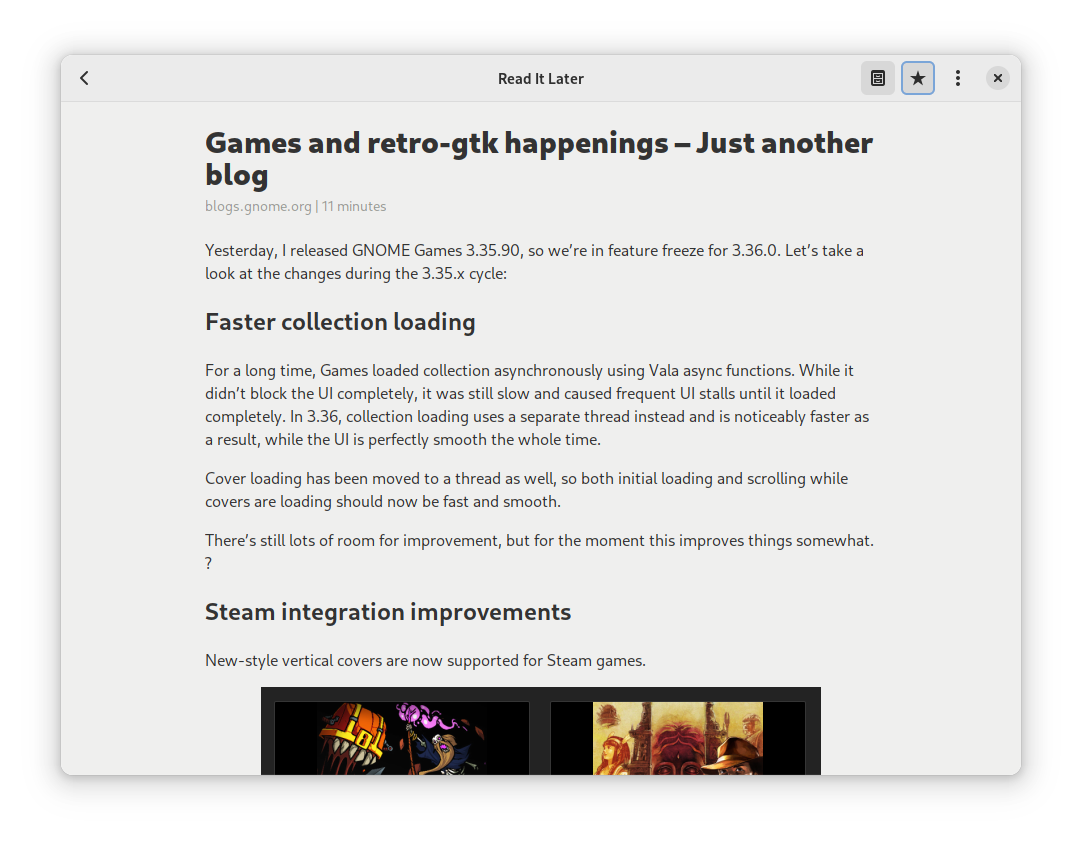 Read It Later
Games and retro-gtk happenings – Just another
blog
blogs.gnome.org | 11 minutes
Yesterday, I released GNOME Games 3.35.90, so we’re in feature freeze for 3.36.0. Let’s take a
look at the changes during the 3.35.x cycle:
Faster collection loading
For a long time, Games loaded collection asynchronously using Vala async functions. While it
didn’t block the UI completely, it was still slow and caused frequent UI stalls until it loaded
completely. In 3.36, collection loading uses a separate thread instead and is noticeably faster as
a result, while the UI is perfectly smooth the whole time.
Cover loading has been moved to a thread as well, so both initial loading and scrolling while
covers are loading should now be fast and smooth.
There’s still lots of room for improvement, but for the moment this improves things somewhat.
?
Steam integration improvements
New-style vertical covers are now supported for Steam games.